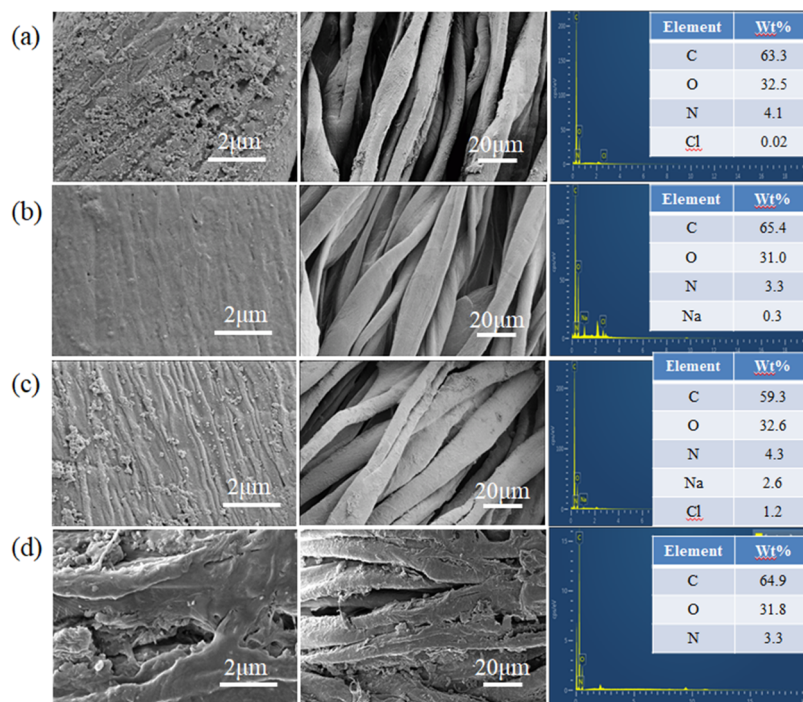 (a)
2μm
20μm
Element Wt%
C 63.3
O 32.5
N 4.1
Cl 0.02
(b)
2μm
20μm
Element Wt%
C 65.4
O 31.0
N 3.3
Na 0.3
(c)
2μm
20μm
Element Wt%
C 59.3
O 32.6
N 4.3
Na 2.6
Cl 1.2
(d)
2μm
20μm
Element Wt%
C 64.9
O 31.8
N 3.3